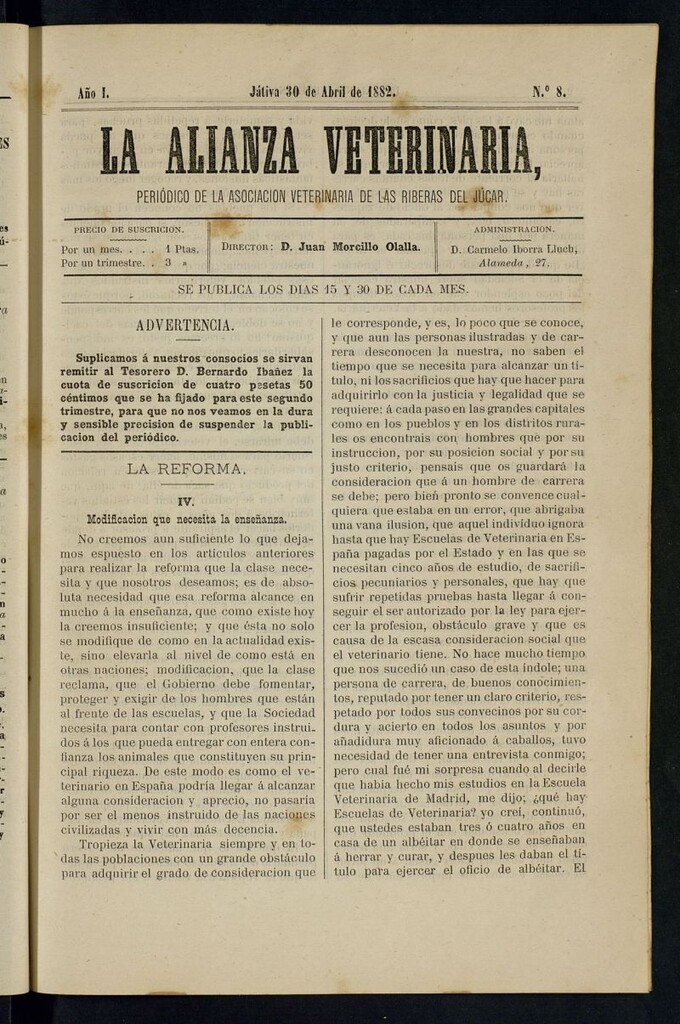 Año I.
Játiva 30 de Abril de 1882.
N.º 8.
LA ALIANZA VETERINARIA,
PERIÓDICO DE LA ASOCIACION VETERINARIA DE LAS RIBERAS DEL JÚCAR.
PRECIO DE SUSCRICION.
Por un mes. . . . 1 Ptas.
Por un trimestre. . 3 »
DIRECTOR: D. Juan Morcillo Olalla.
ADMINISTRACION.
D. Carmelo Iborra Lluch,
Alameda, 27.
SE PUBLICA LOS DIAS 15 Y 30 DE CADA MES.
ADVERTENCIA.
Suplicamos á nuestros consocios se sirvan
remitir al Tesorero D. Bernardo Ibañez la
cuota de suscricion de cuatro pesetas 50
céntimos que se ha fijado para este segundo
trimestre, para que no nos veamos en la dura
y sensible precision de suspender la publi-
cacion del periódico.
LA REFORMA.
IV.
Modificacion que necesita la enseñanza.
No creemos aun suficiente lo que deja-
mos espuesto en los artículos anteriores
para realizar la reforma que la clase nece-
sita y que nosotros deseamos; es de abso-
luta necesidad que esa reforma alcance en
mucho á la enseñanza, que como existe hoy
la creemos insuficiente; y que ésta no solo
se modifique de como en la actualidad exis-
te, sino elevarla al nivel de como está en
otras naciones; modificacion, que la clase
reclama, que el Gobierno debe fomentar,
proteger y exigir de los hombres que están
al frente de las escuelas, y que la Sociedad
necesita para contar con profesores instrui-
dos á los que pueda entregar con entera con-
fianza los animales que constituyen su prin-
cipal riqueza. De este modo es como el ve-
terinario en España podria llegar á alcanzar
alguna consideracion y aprecio, no pasaria
por ser el menos instruido de las naciones
civilizadas y vivir con más decencia.
Tropieza la Veterinaria siempre y en to-
das las poblaciones con un grande obstáculo
para adquirir el grado de consideracion que
le corresponde, y es, lo poco que se conoce,
y que aun las personas ilustradas y de car-
rera desconocen la nuestra, no saben el
tiempo que se necesita para alcanzar un tí-
tulo, ni los sacrificios que hay que hacer para
adquirirlo con la justicia y legalidad que se
requiere: á cada paso en las grandes capitales
como en los pueblos y en los distritos rura-
les os encontrais con hombres que por su
instruccion, por su posicion social y por su
justo criterio, pensais que os guardará la
consideracion que á un hombre de carrera
se debe; pero bien pronto se convence cual-
quiera que estaba en un error, que abrigaba
una vana ilusion, que aquel individuo ignora
hasta que hay Escuelas de Veterinaria en Es-
paña pagadas por el Estado y en las que se
necesitan cinco años de estudio, de sacrifi-
cios pecuniarios y personales, que hay que
sufrir repetidas pruebas hasta llegar á con-
seguir el ser autorizado por la ley para ejer-
cer la profesion, obstáculo grave y que es
causa de la escasa consideracion social que
el veterinario tiene. No hace mucho tiempo
que nos sucedió un caso de esta índole; una
persona de carrera, de buenos conocimien-
tos, reputado por tener un claro criterio, res-
petado por todos sus convecinos por su cor-
dura y acierto en todos los asuntos y por
añadidura muy aficionado á caballos, tuvo
necesidad de tener una entrevista conmigo;
pero cual fué mi sorpresa cuando al decirle
que habia hecho mis estudios en la Escuela
Veterinaria de Madrid, me dijo; ¿qué hay
Escuelas de Veterinaria? yo creí, continuó,
que ustedes estaban tres ó cuatro años en
casa de un albéitar en donde se enseñaban
á herrar y curar, y despues les daban el tí-
tulo para ejercer el oficio de albéitar. El